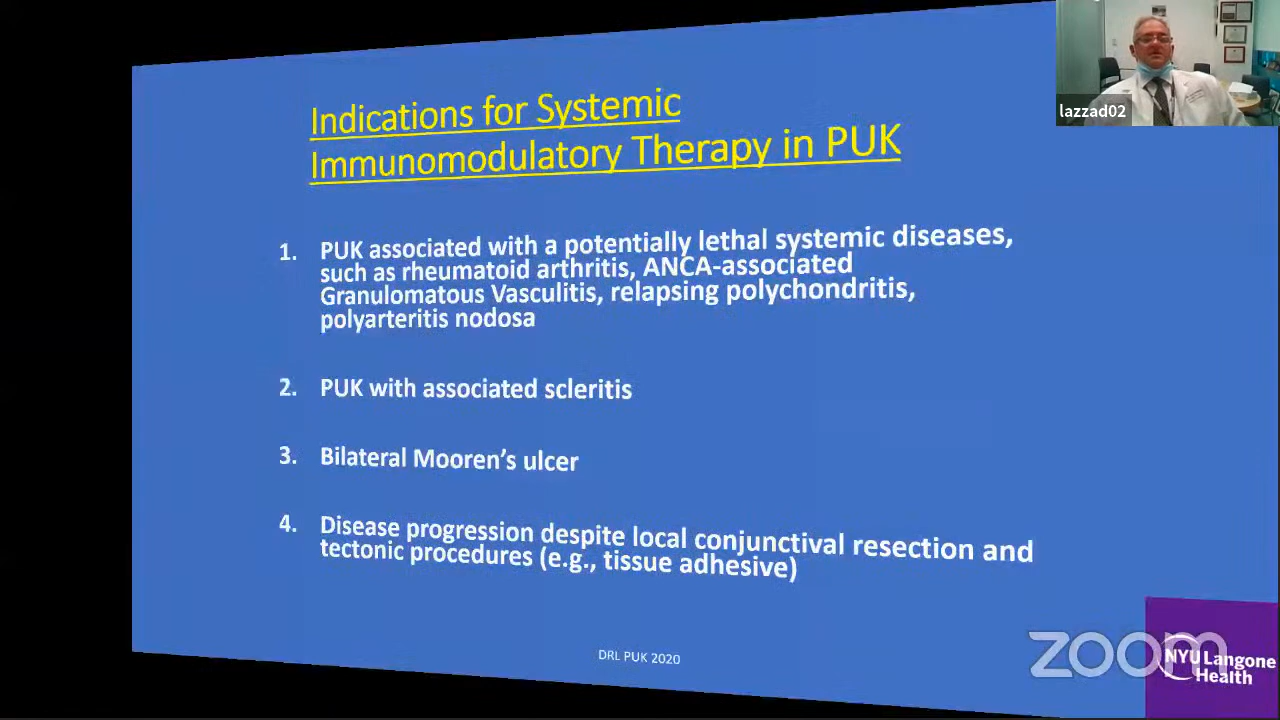 lazzad02
Indications for Systemic
Immunomodulatory Therapy in PUK
1. PUK associated with a potentially lethal systemic diseases,
such as rheumatoid arthritis, ANCA-associated
Granulomatous Vasculitis, relapsing polychondritis,
polyarteritis nodosa
2. PUK with associated scleritis
3. Bilateral Mooren’s ulcer
4. Disease progression despite local conjunctival resection and
tectonic procedures (e.g., tissue adhesive)
DRL PUK 2020
zoom
NYU Langone
Health